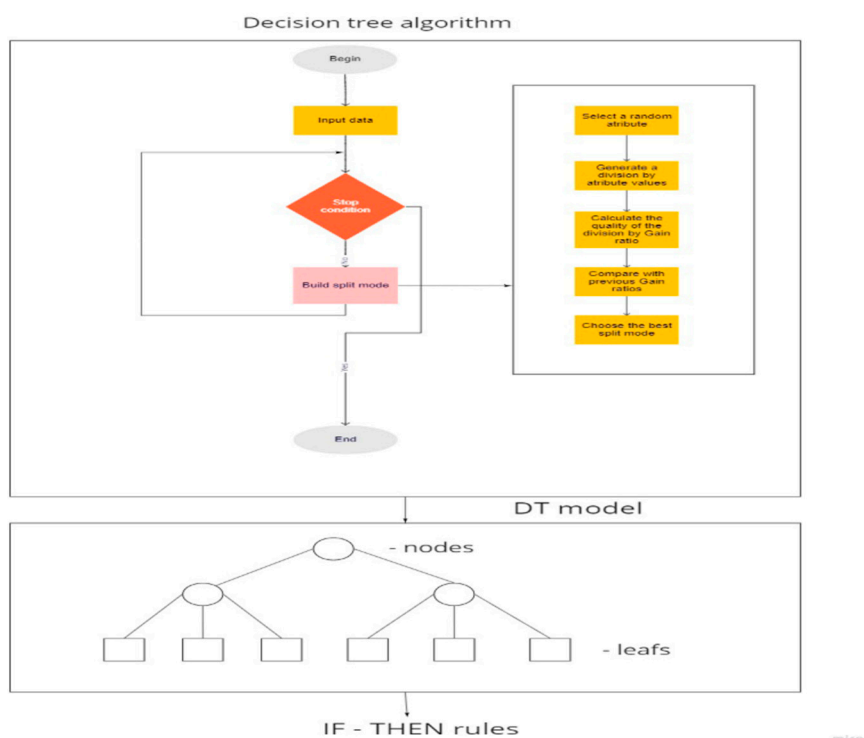 Decision tree algorithm
Begin
Input data
Stop
condition
No
Build split mode
Yes
End
Select a random
atribute
Generate a
division by
atribute values
Calculate the
quality of the
division by Gain
ratio
Compare with
previous Gain
ratios
Choose the best
split mode
DT model
- nodes
- leafs
IF - THEN rules